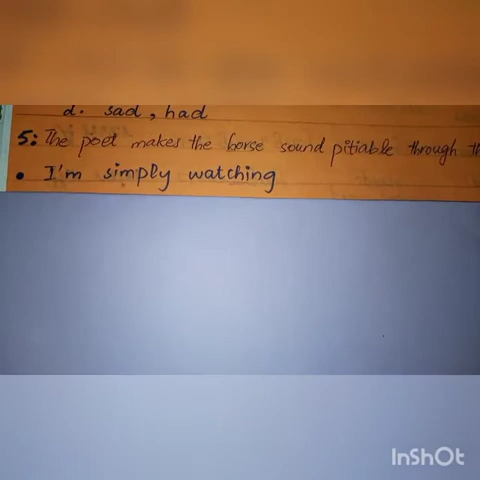 d. sad, had
5: The poet makes the horse sound pitiable through
• I'm simply watching
InShOt